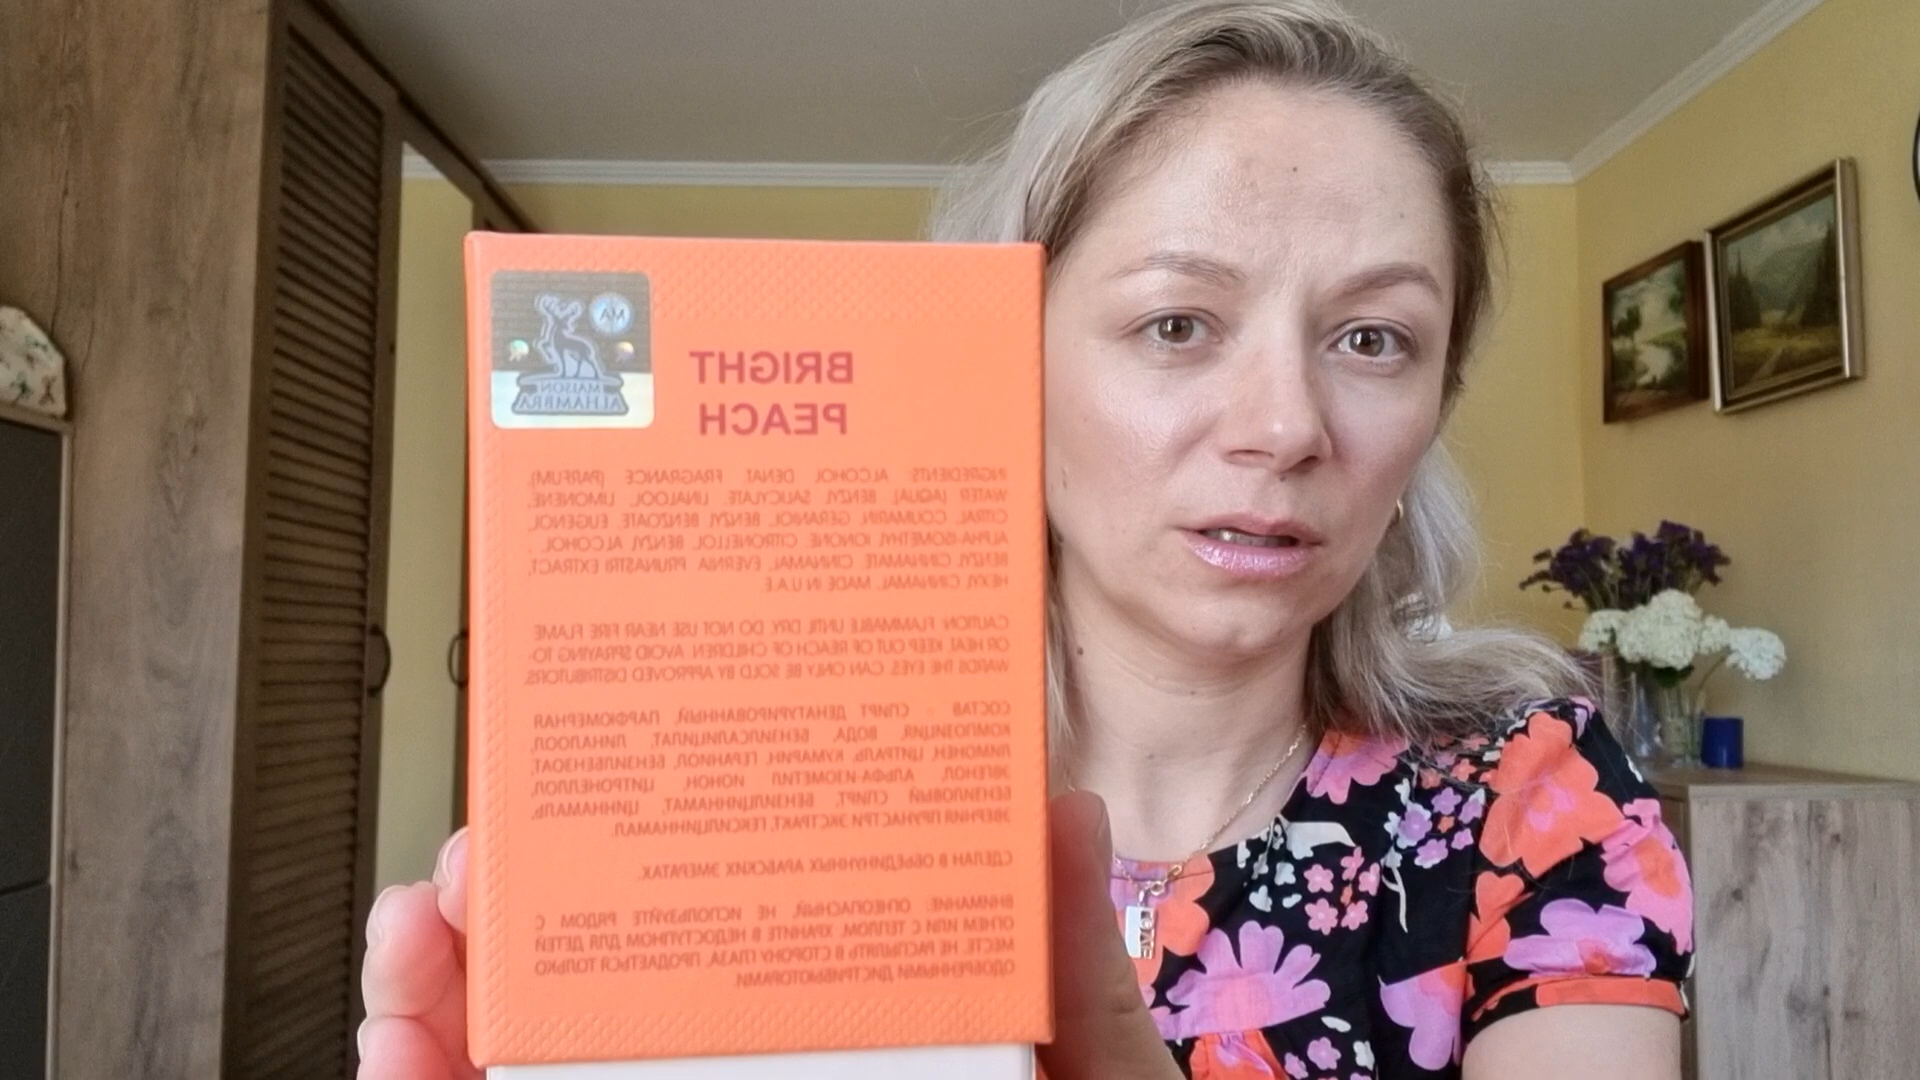 MA
MAISON
ALHAMBRA
BRIGHT
PEACH
INGREDIENTS: ALCOHOL DENAT FRAGRANCE (PARFUM),
WATER (AQUA), BENZYL SALICYLATE, LINALOOL, LIMONENE,
CITRAL, COUMARIN, GERANIOL, BENZYL BENZOATE, EUGENOL,
ALPHA-ISOMETHYL IONONE, CITRONELLOL, BENZYL ALCOHOL ,
BENZYL CINNAMATE, CINNAMAL, EVERNIA PRUNASTRI EXTRACT,
HEXYL CINNAMAL. MADE IN U.A.E
CAUTION: FLAMMABLE UNTIL DRY. DO NOT USE NEAR FIRE FLAME
OR HEAT KEEP OUT OF REACH OF CHILDREN. AVOID SPRAYING TO-
WARDS THE EYES. CAN ONLY BE SOLD BY APPROVED DISTRIBUTORS.
СОСТАВ - СПИРТ ДЕНАТУРИРОВАННЫЙ, ПАРФЮМЕРНАЯ
КОМПОЗИЦИЯ, ВОДА, БЕНЗИЛСАЛИЦИЛАТ, ЛИНАЛООЛ,
ЛИМОНЕН, ЦИТРАЛЬ, КУМАРИН, ГЕРАНИОЛ, БЕНЗИЛБЕНЗОАТ,
ЭВГЕНОЛ, АЛЬФА-ИЗОМЕТИЛ ИОНОН, ЦИТРОНЕЛЛОЛ,
БЕНЗИЛОВЫЙ СПИРТ, БЕНЗИЛЦИННАМАТ, ЦИННАМАЛЬ,
ЭВЕРНИЯ ПРУНАСТРИ ЭКСТРАКТ, ГЕКСИЛЦИННАМАЛ.
СДЕЛАН В ОБЪЕДИНУННЫХ АРАБСКИХ ЭМЕРАТАХ.
ВНИМАНИЕ: ОГНЕОПАСНЫЙ, НЕ ИСПОЛЬЗУЙТЕ РЯДОМ С
ОГНЕМ ИЛИ С ТЕПЛОМ, ХРАНИТЕ В НЕДОСТУПНОМ ДЛЯ ДЕТЕЙ
МЕСТЕ, НЕ РАСПЫЛЯТЬ В СТОРОНУ ГЛАЗА, ПРОДАЕТЬСЯ ТОЛЬКО
ОДОБРЕННЫМИ ДИСТРИБЬЮТОРАМИ.